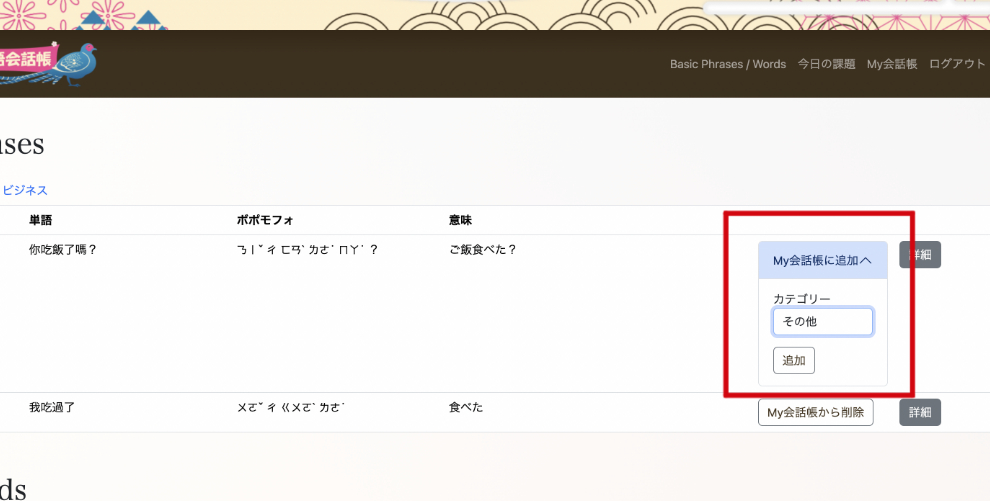 語会話帳
Basic Phrases / Words 今日の課題 My会話帳 ログアウト
ases
ビジネス
単語 ポポモフォ 意味
你吃飯了嗎？ ㄋㄧˇ ㄔ ㄈㄢˋ ㄌㄜ˙ ㄇㄚ˙？ ご飯食べた？ My会話帳に追加 詳細
カテゴリー
その他
追加
我吃過了 ㄨㄛˇ ㄔ ㄍㄨㄛˋ ㄌㄜ˙ 食べた My会話帳から削除 詳細
ds